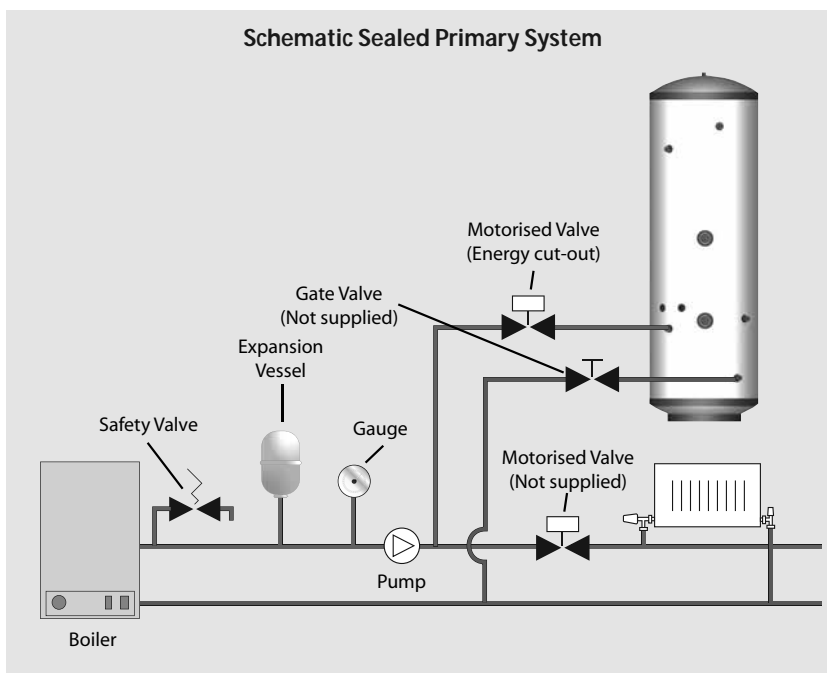 Schematic Sealed Primary System
Motorised Valve
(Energy cut-out)
Gate Valve
(Not supplied)
Expansion
Vessel
Safety Valve
Gauge
Motorised Valve
(Not supplied)
Pump
Boiler